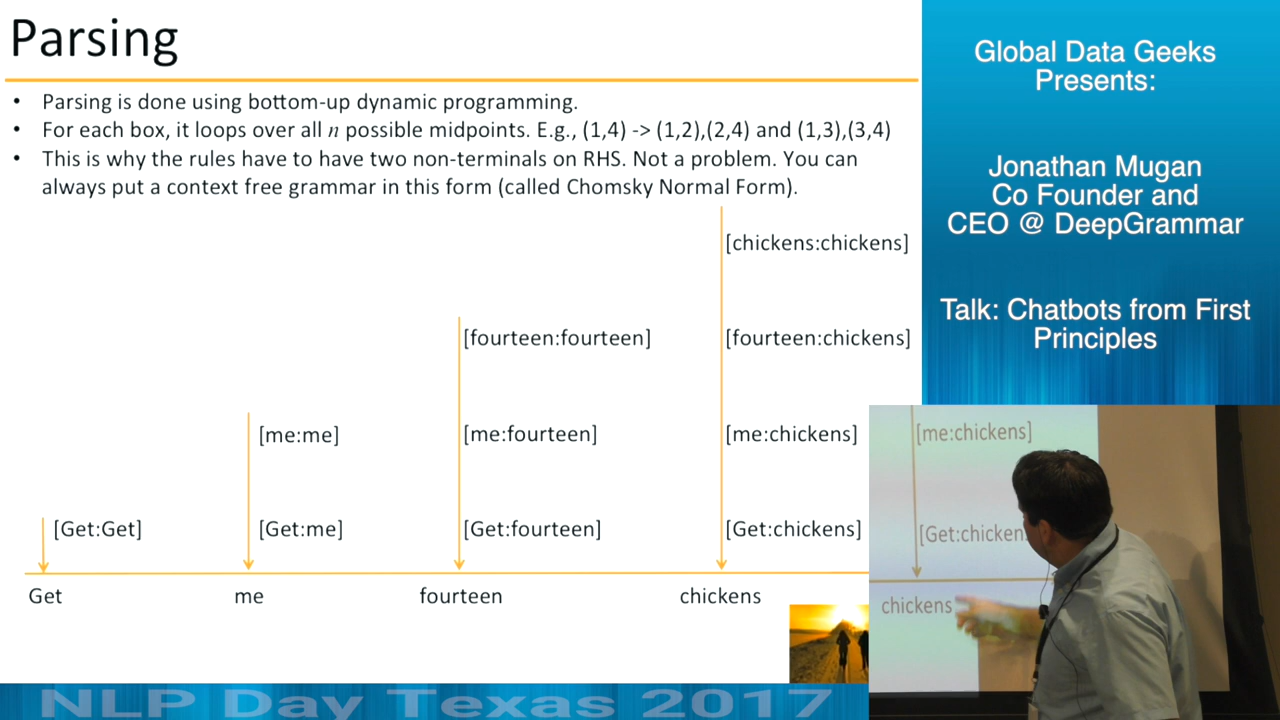 Parsing
• Parsing is done using bottom-up dynamic programming.
• For each box, it loops over all n possible midpoints. E.g., (1,4) -> (1,2),(2,4) and (1,3),(3,4)
• This is why the rules have to have two non-terminals on RHS. Not a problem. You can
always put a context free grammar in this form (called Chomsky Normal Form).
[chickens:chickens]
[fourteen:fourteen] [fourteen:chickens]
[me:me] [me:fourteen] [me:chickens]
[Get:Get] [Get:me] [Get:fourteen] [Get:chickens]
Get me fourteen chickens
Global Data Geeks
Presents:
Jonathan Mugan
Co Founder and
CEO @ DeepGrammar
Talk: Chatbots from First
Principles
[me:chickens]
[Get:chicken
chickens
NLP Day Texas 2017